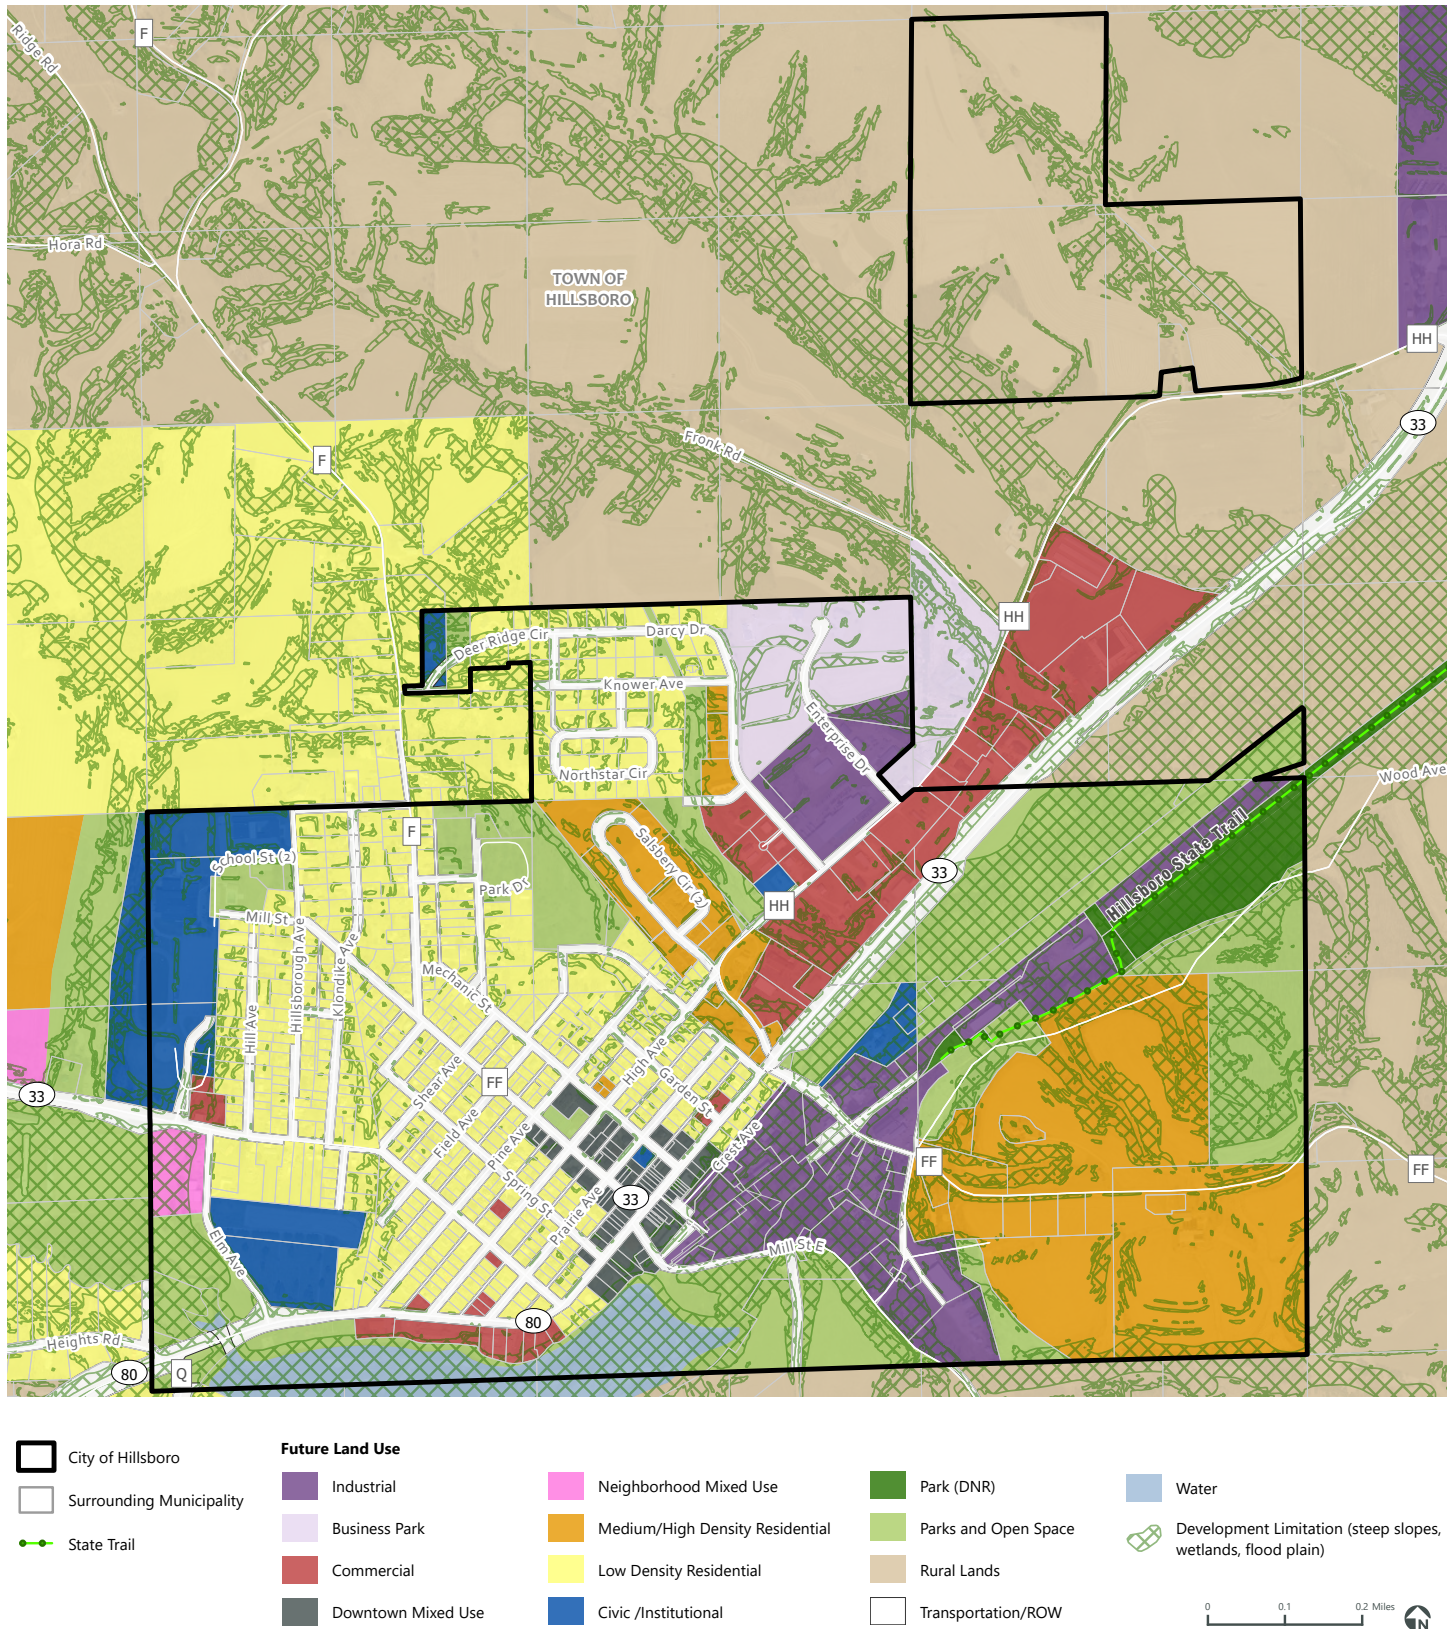 Ridge Rd
F
Hora Rd
TOWN OF
HILLSBORO
HH
33
F
Fronk Rd
HH
Deer Ridge Cir
Darcy Dr
Knower Ave
Enterprise Dr
Northstar Cir
Wood Ave
F
School St (2)
Salsbery Cir (2)
Hillsboro State Trail
33
Park Dr
HH
Mill St
Hillsborough Ave
Klondike Ave
Mechanic St
Hill Ave
33
Shear Ave
FF
High Ave
Garden St
Field Ave
Pine Ave
Crest Ave
FF
FF
Spring St
Prairie Ave
33
Elm Ave
Mill St E
80
Heights Rd
80
Q
City of Hillsboro
Surrounding Municipality
State Trail
Future Land Use
Industrial
Business Park
Commercial
Downtown Mixed Use
Neighborhood Mixed Use
Medium/High Density Residential
Low Density Residential
Civic /Institutional
Park (DNR)
Parks and Open Space
Rural Lands
Transportation/ROW
Water
Development Limitation (steep slopes,
wetlands, flood plain)
0 0.1 0.2 Miles
N